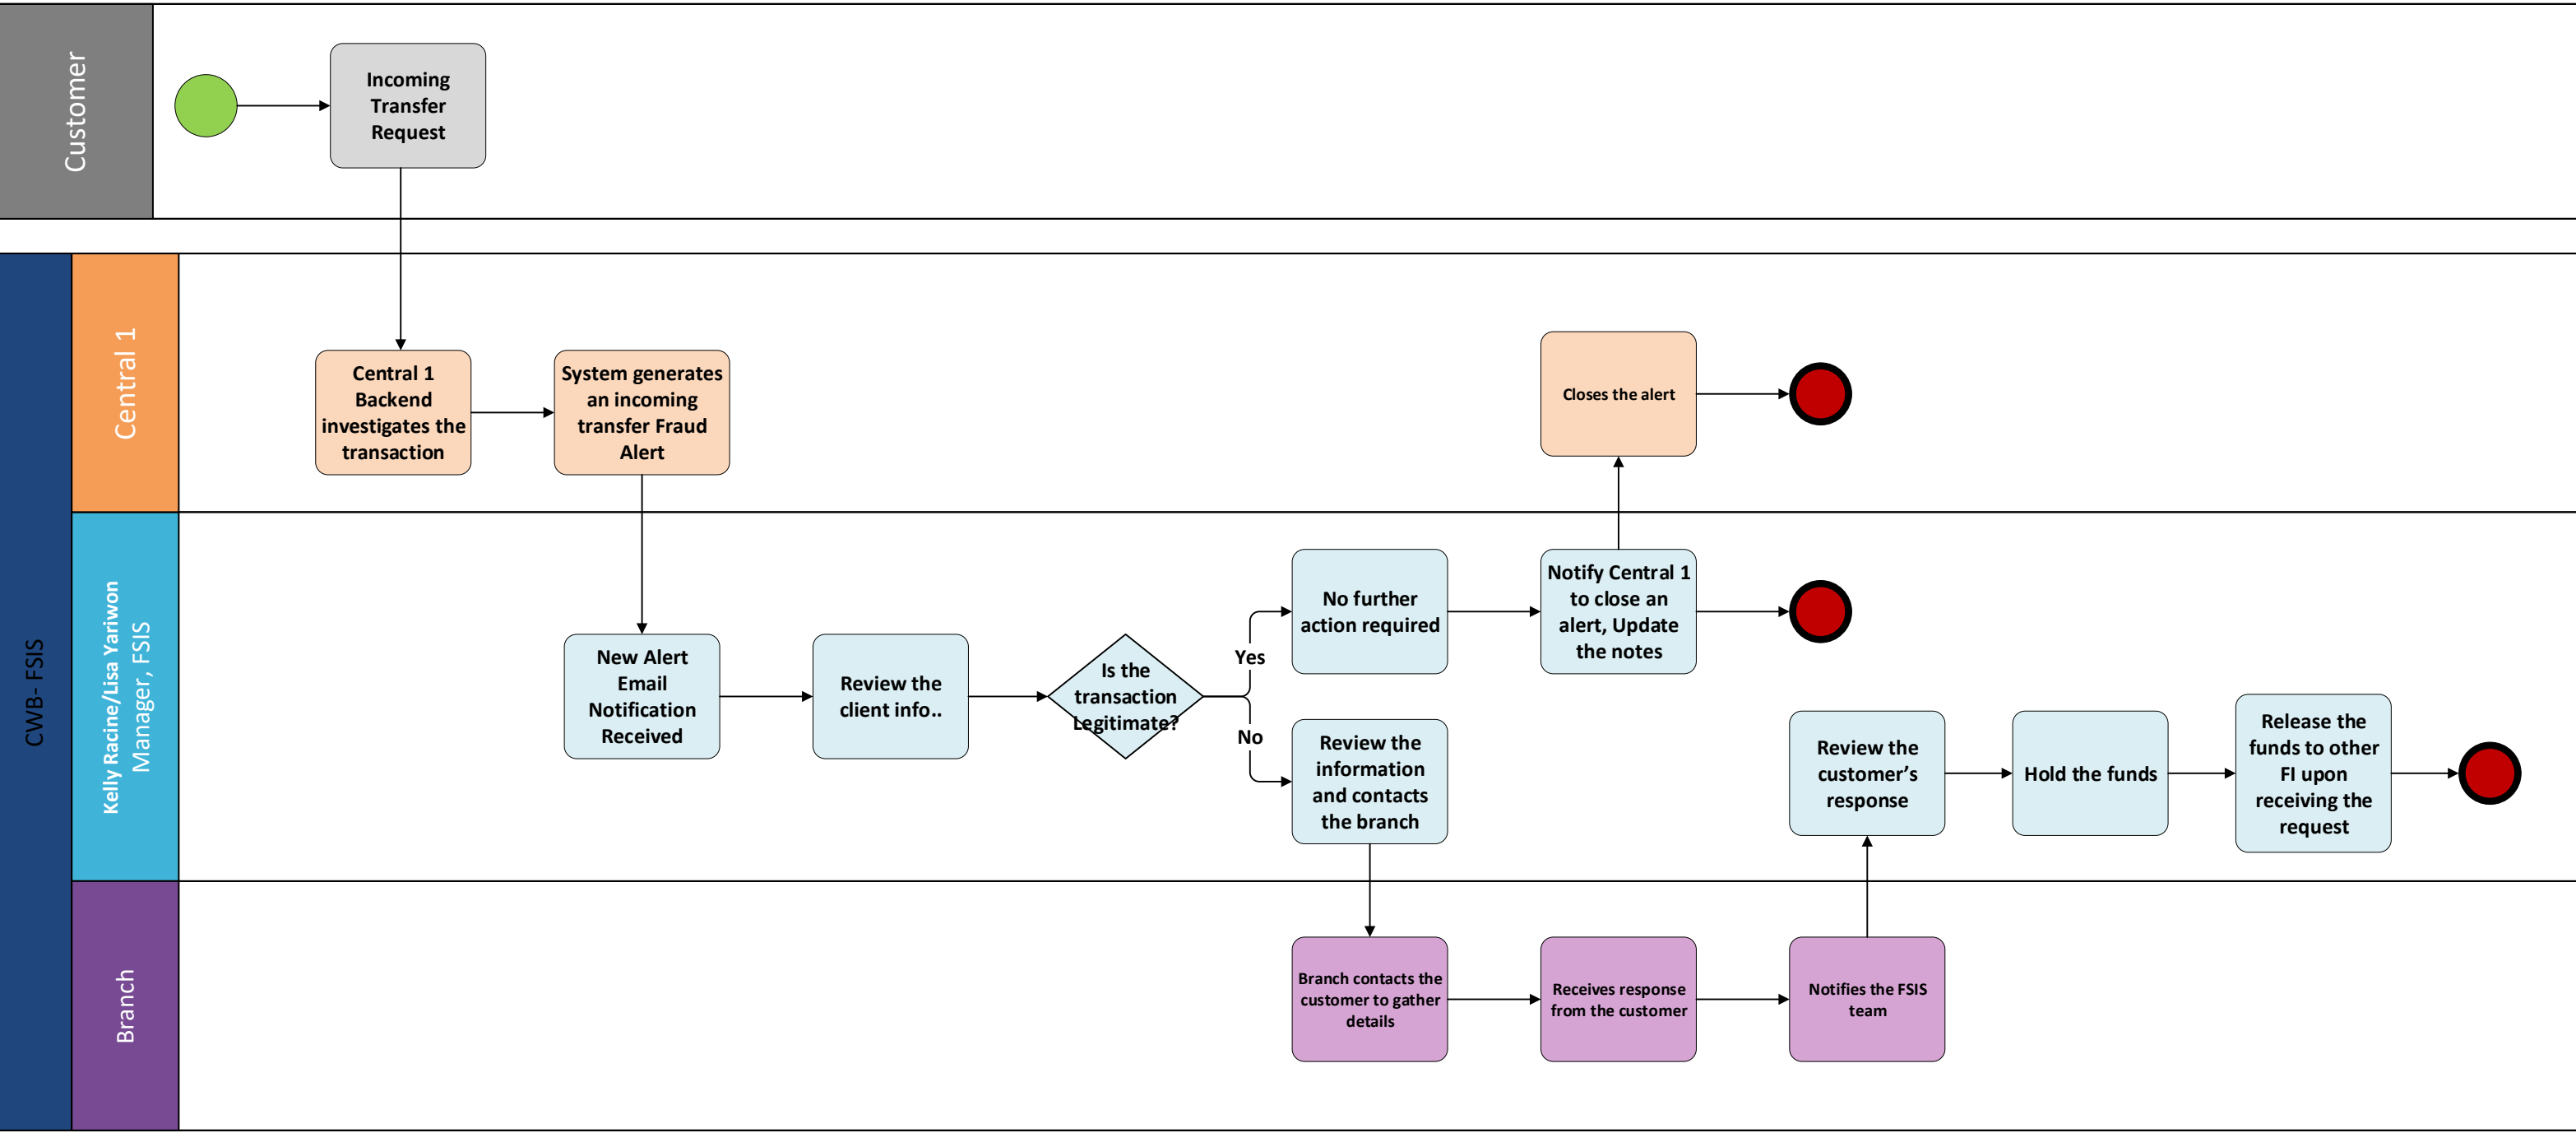 Customer
Incoming
Transfer
Request
CWB- FSIS
Central 1
Central 1
Backend
investigates the
transaction
System generates
an incoming
transfer Fraud
Alert
Closes the alert
Kelly Racine/Lisa Yariwon
Manager, FSIS
New Alert
Email
Notification
Received
Review the
client info..
Is the
transaction
Legitimate?
Yes
No
No further
action required
Notify Central 1
to close an
alert, Update
the notes
Review the
information
and contacts
the branch
Review the
customer’s
response
Hold the funds
Release the
funds to other
FI upon
receiving the
request
Branch
Branch contacts the
customer to gather
details
Receives response
from the customer
Notifies the FSIS
team